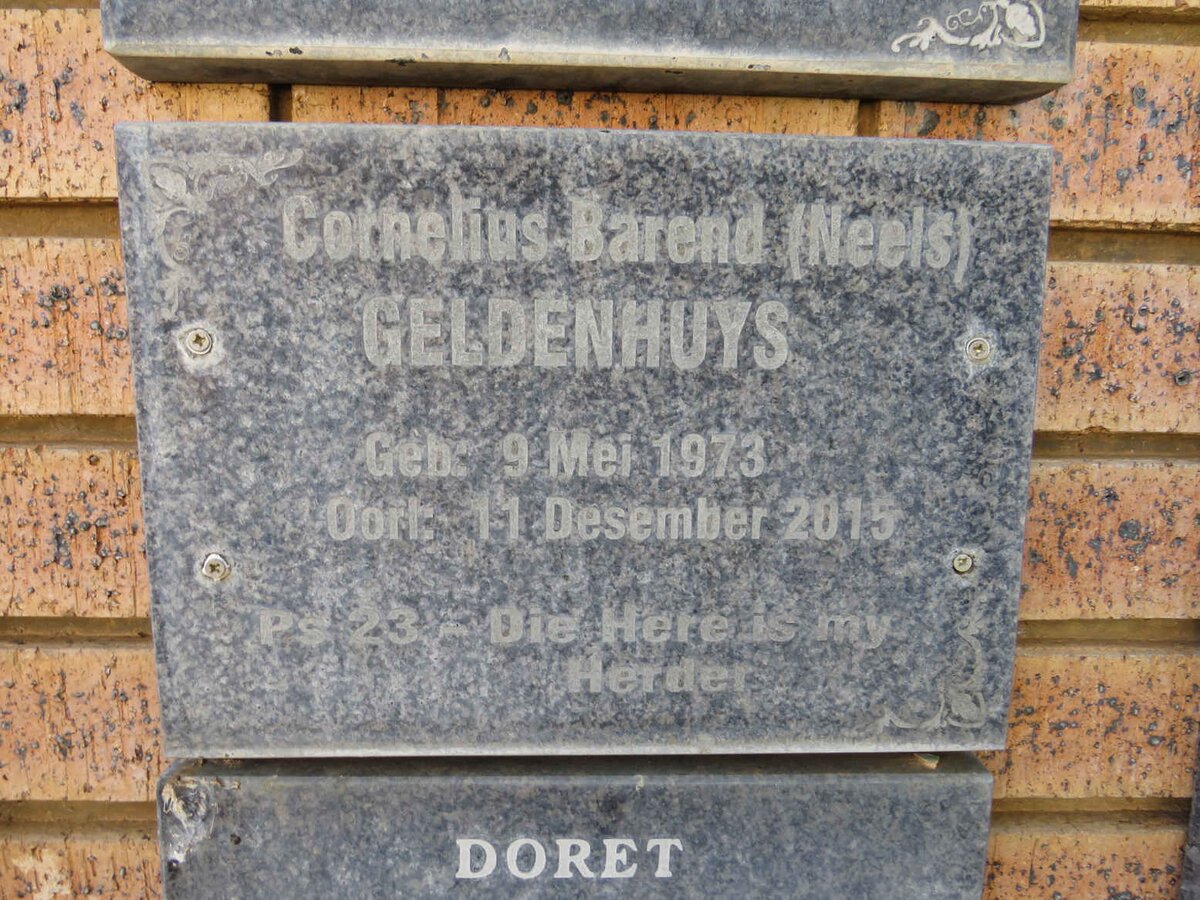 Cornelius Barend (Neels)
GELDENHUYS
Geb: 9 Mei 1973
Oorl: 11 Desember 2015
Ps 23 - Die Here is my
Herder
DORET